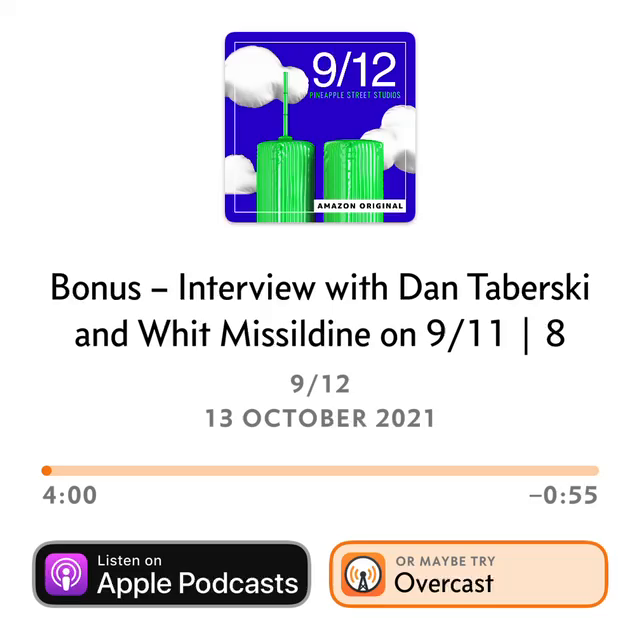 9/12
PINEAPPLE STREET STUDIOS
AMAZON ORIGINAL
Bonus – Interview with Dan Taberski
and Whit Missildine on 9/11 | 8
9/12
13 OCTOBER 2021
4:00
–0:55
Listen on
Apple Podcasts
OR MAYBE TRY
Overcast